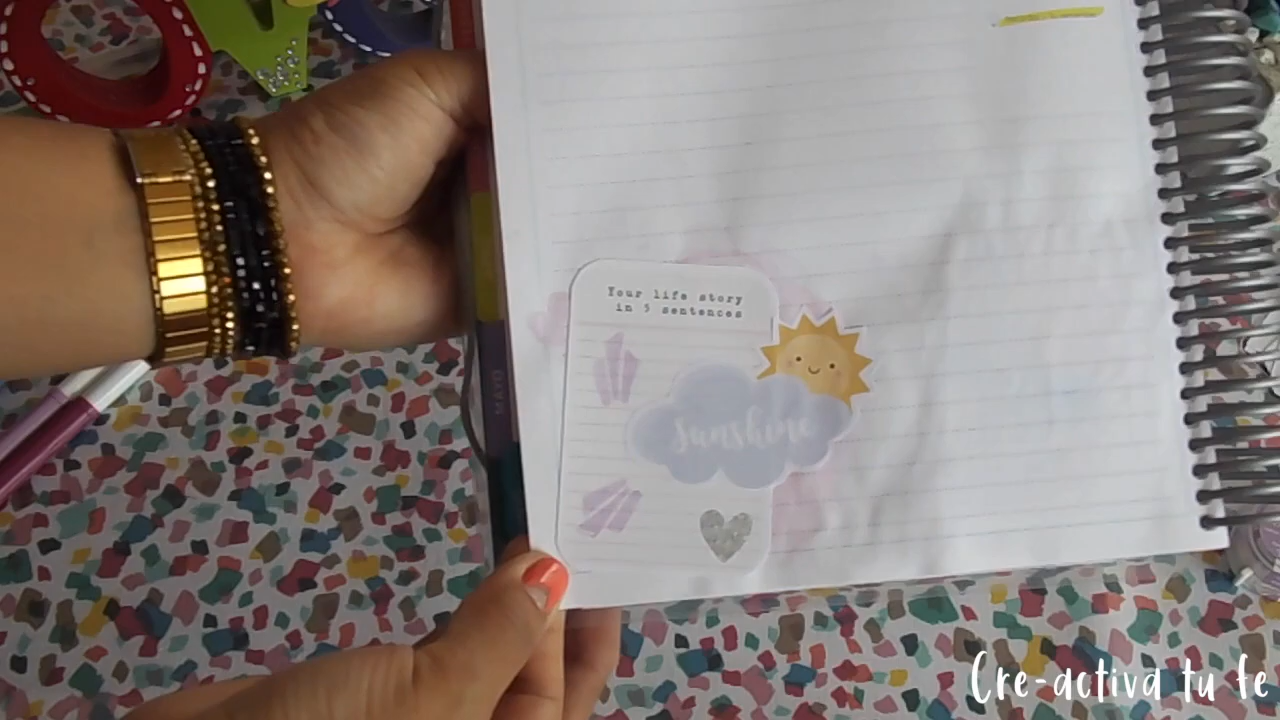 Your life story
in 5 sentences
sunshine
MAYO
Cre-activa tu fe